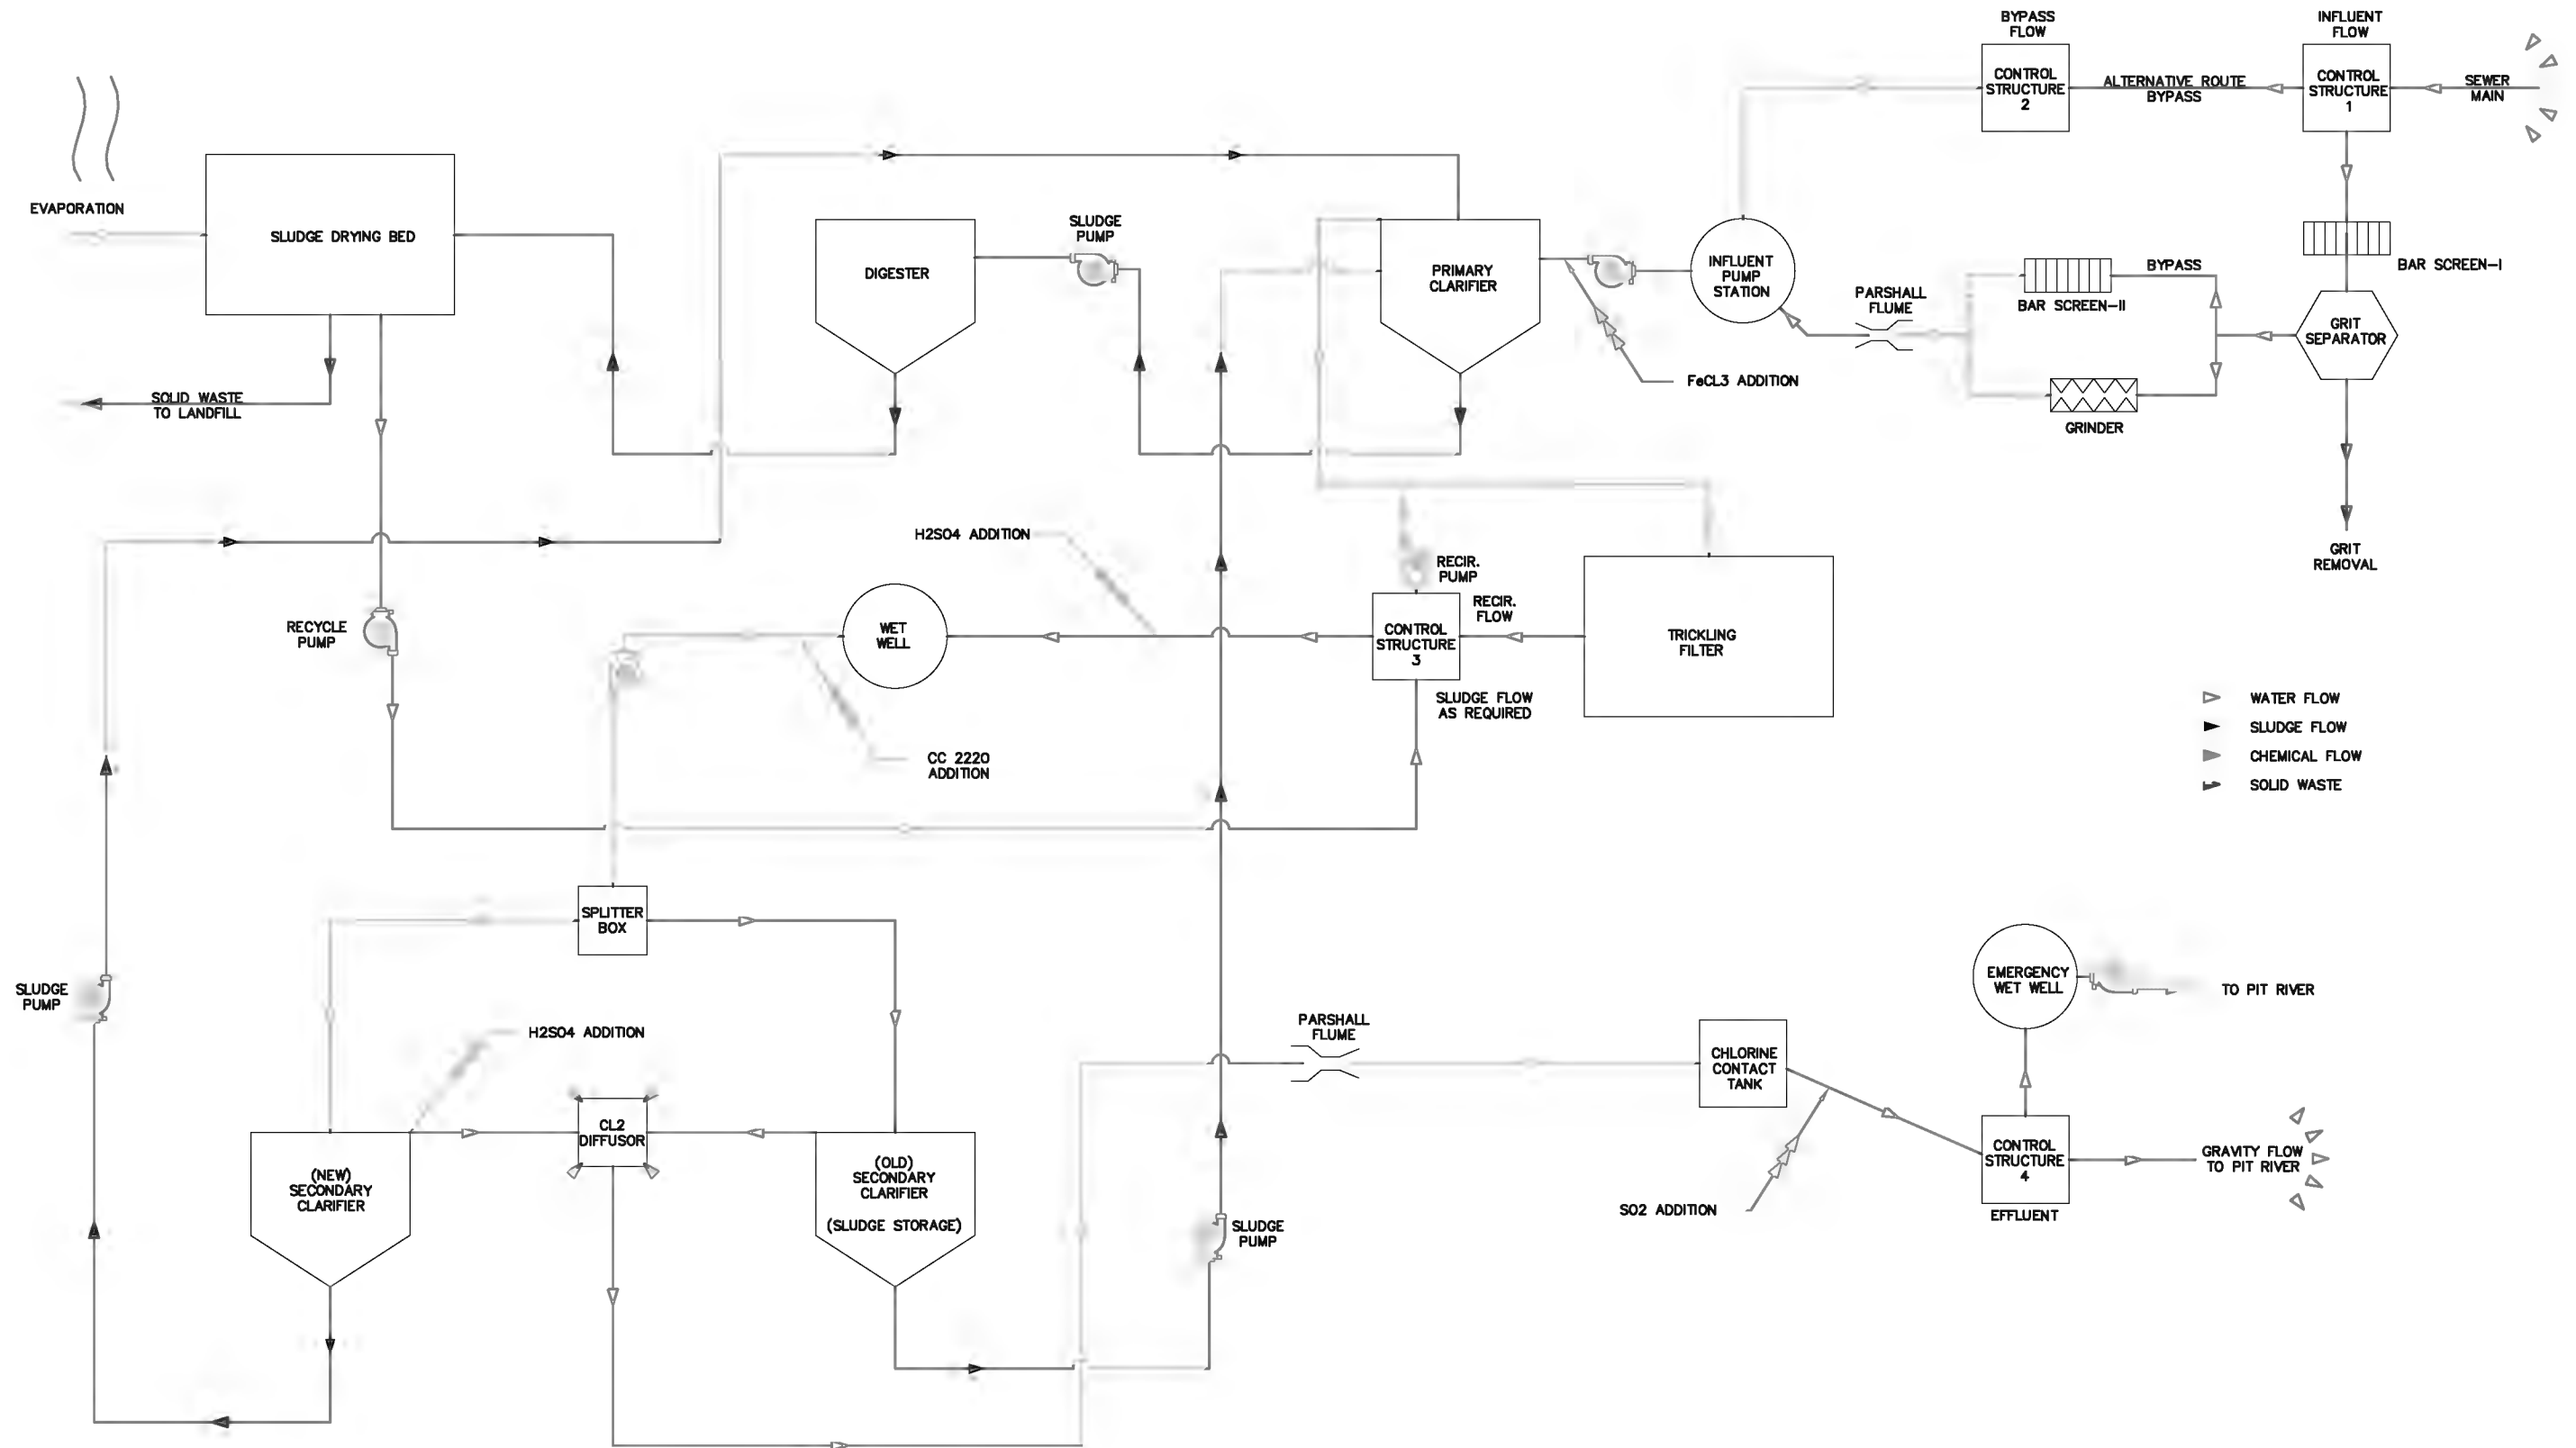 BYPASS
FLOW
INFLUENT
FLOW
CONTROL
STRUCTURE
2
ALTERNATIVE ROUTE
BYPASS
CONTROL
STRUCTURE
1
SEWER
MAIN
EVAPORATION
SLUDGE DRYING BED
DIGESTER
SLUDGE
PUMP
PRIMARY
CLARIFIER
INFLUENT
PUMP
STATION
PARSHALL
FLUME
BYPASS
BAR SCREEN-II
BAR SCREEN-I
GRIT
SEPARATOR
FeCL3 ADDITION
GRINDER
SOLID WASTE
TO LANDFILL
GRIT
REMOVAL
H2SO4 ADDITION
RECIR.
PUMP
RECIR.
FLOW
RECYCLE
PUMP
WET
WELL
CONTROL
STRUCTURE
3
TRICKLING
FILTER
SLUDGE FLOW
AS REQUIRED
CC 2220
ADDITION
WATER FLOW
SLUDGE FLOW
CHEMICAL FLOW
SOLID WASTE
SPLITTER
BOX
SLUDGE
PUMP
H2SO4 ADDITION
PARSHALL
FLUME
CHLORINE
CONTACT
TANK
EMERGENCY
WET WELL
TO PIT RIVER
CL2
DIFFUSOR
(NEW)
SECONDARY
CLARIFIER
(OLD)
SECONDARY
CLARIFIER
(SLUDGE STORAGE)
SLUDGE
PUMP
SO2 ADDITION
CONTROL
STRUCTURE
4
EFFLUENT
GRAVITY FLOW
TO PIT RIVER